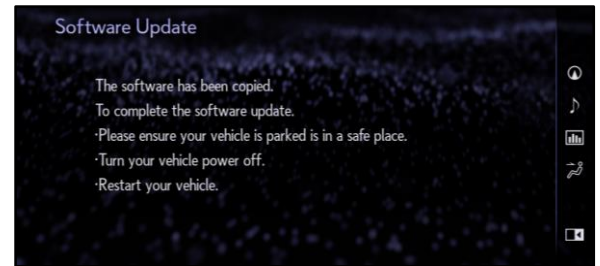 Software Update
The software has been copied.
To complete the software update.
·Please ensure your vehicle is parked is in a safe place.
·Turn your vehicle power off.
·Restart your vehicle.